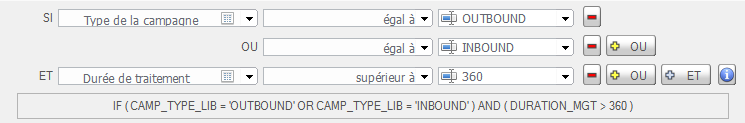 SI Type de la campagne égal à OUTBOUND
OU égal à INBOUND OU
ET Durée de traitement supérieur à 360 OU ET
IF ( CAMP_TYPE_LIB = 'OUTBOUND' OR CAMP_TYPE_LIB = 'INBOUND' ) AND ( DURATION_MGT > 360 )